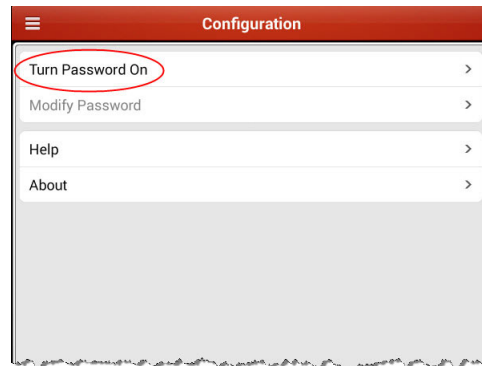 Configuration
Turn Password On
Modify Password
Help
About